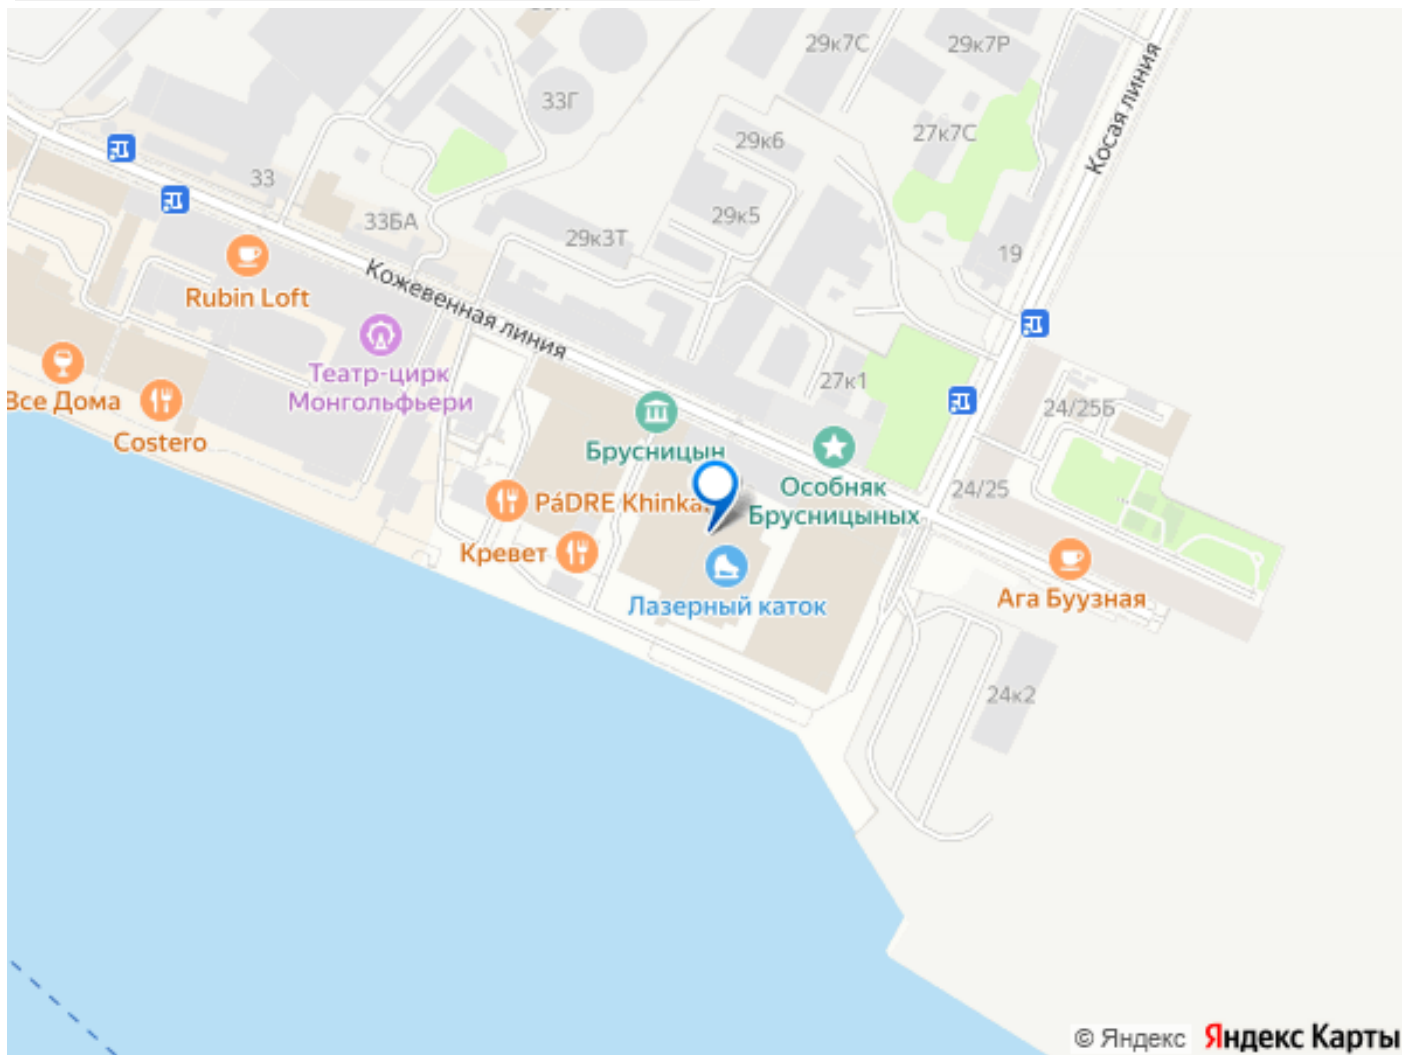 29к7С
29к7Р
Косая линия
33Г
27к7С
29к6
33
29к5
33БА
29к3Т
19
Кожевенная линия
Rubin Loft
Театр-цирк
Монгольфьери
27к1
24/25Б
Все Дома
Costero
Брусницын
Особняк
Брусницыных
24/25
PáDRE
Кревет
Лазерный каток
Ага Буузная
24к2
© Яндекс Яндекс Карты